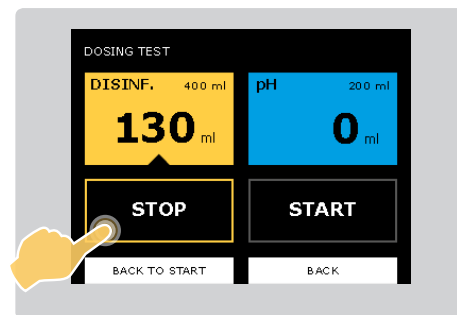 DOSING TEST
DISINF. 400 ml
130 ml
pH 200 ml
0 ml
STOP
START
BACK TO START
BACK